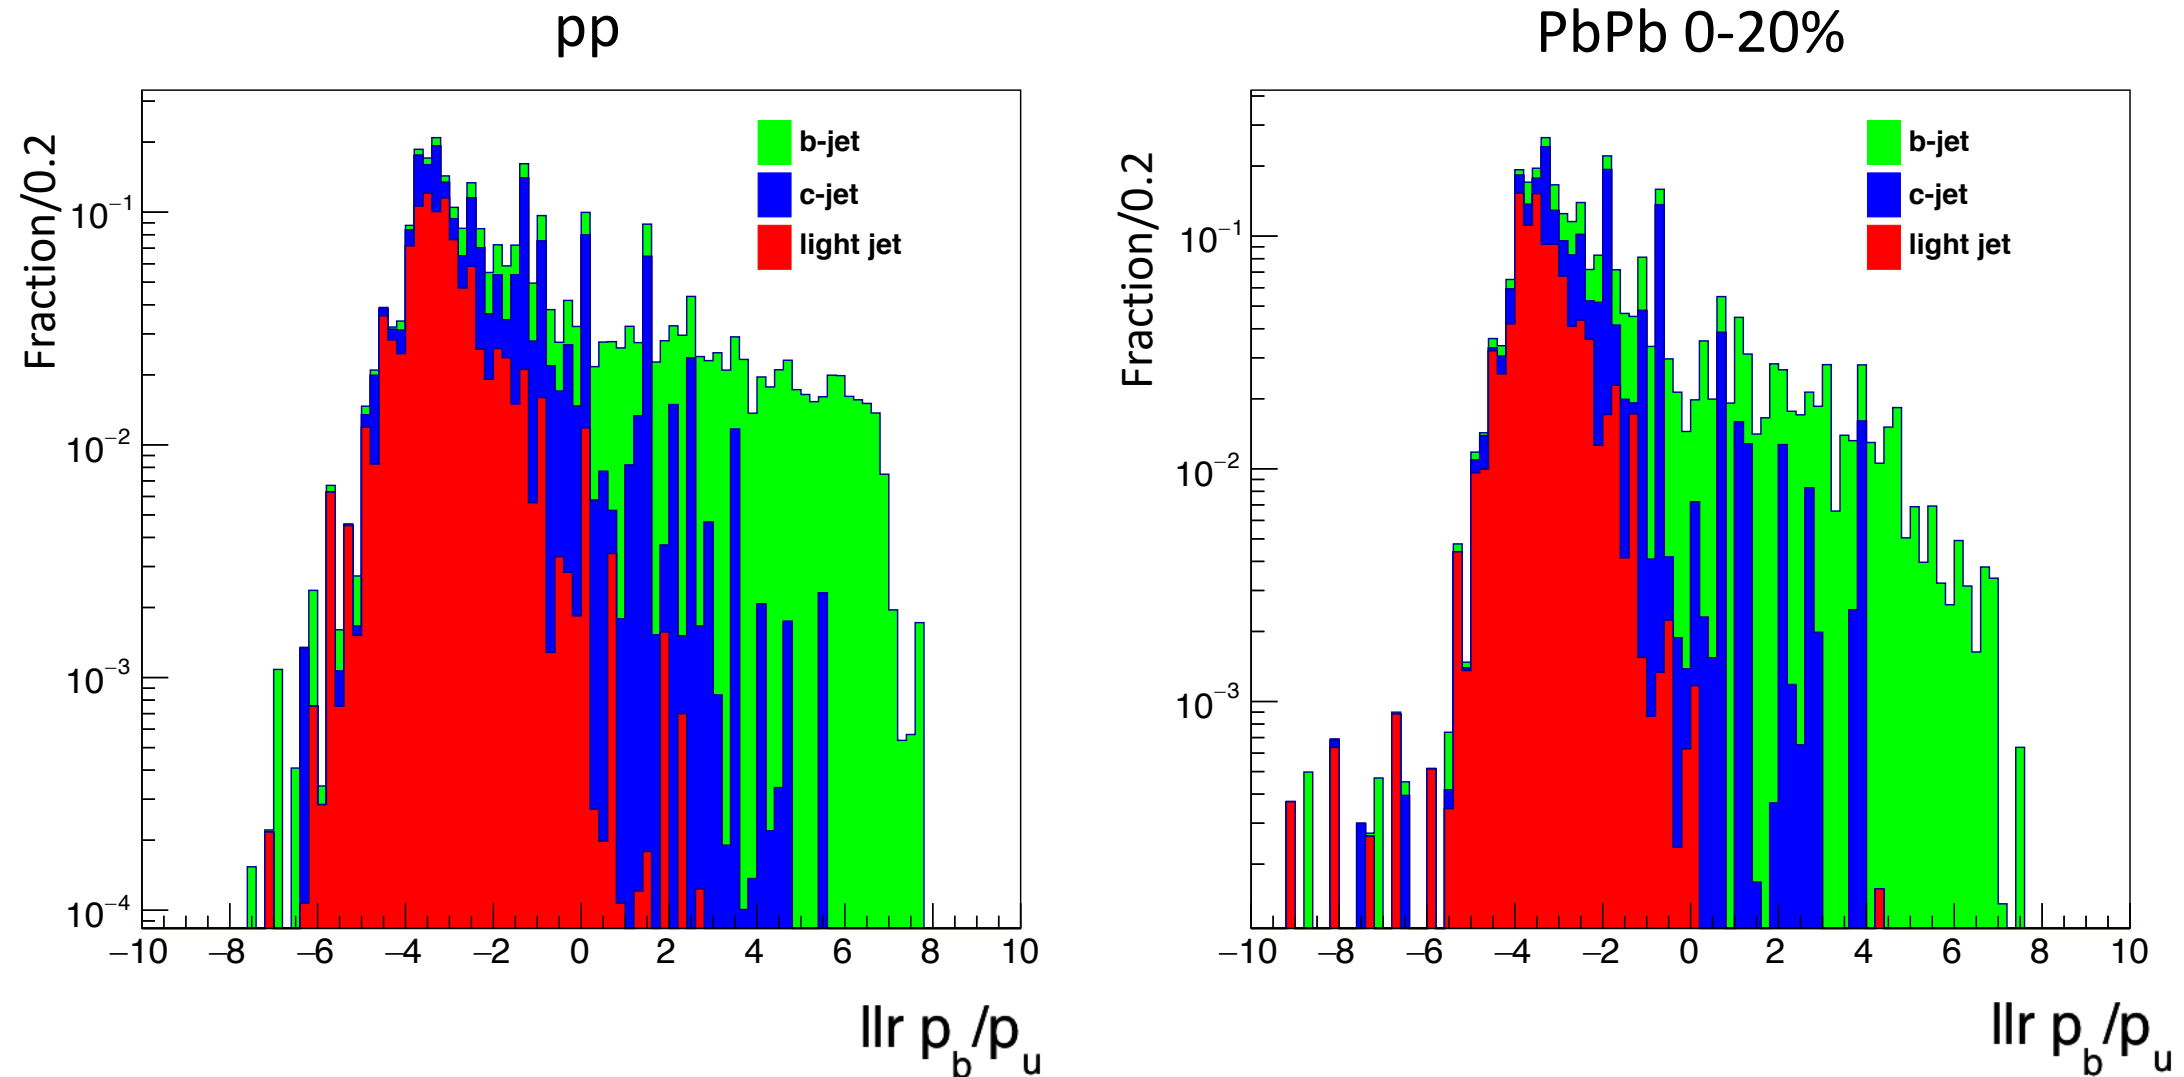 pp
PbPb 0-20%
Fraction/0.2
10⁻¹
10⁻²
10⁻³
10⁻⁴
b-jet
c-jet
light jet
−10 −8 −6 −4 −2 0 2 4 6 8 10
llr p_b/p_u
Fraction/0.2
10⁻¹
10⁻²
10⁻³
b-jet
c-jet
light jet
−10 −8 −6 −4 −2 0 2 4 6 8 10
llr p_b/p_u